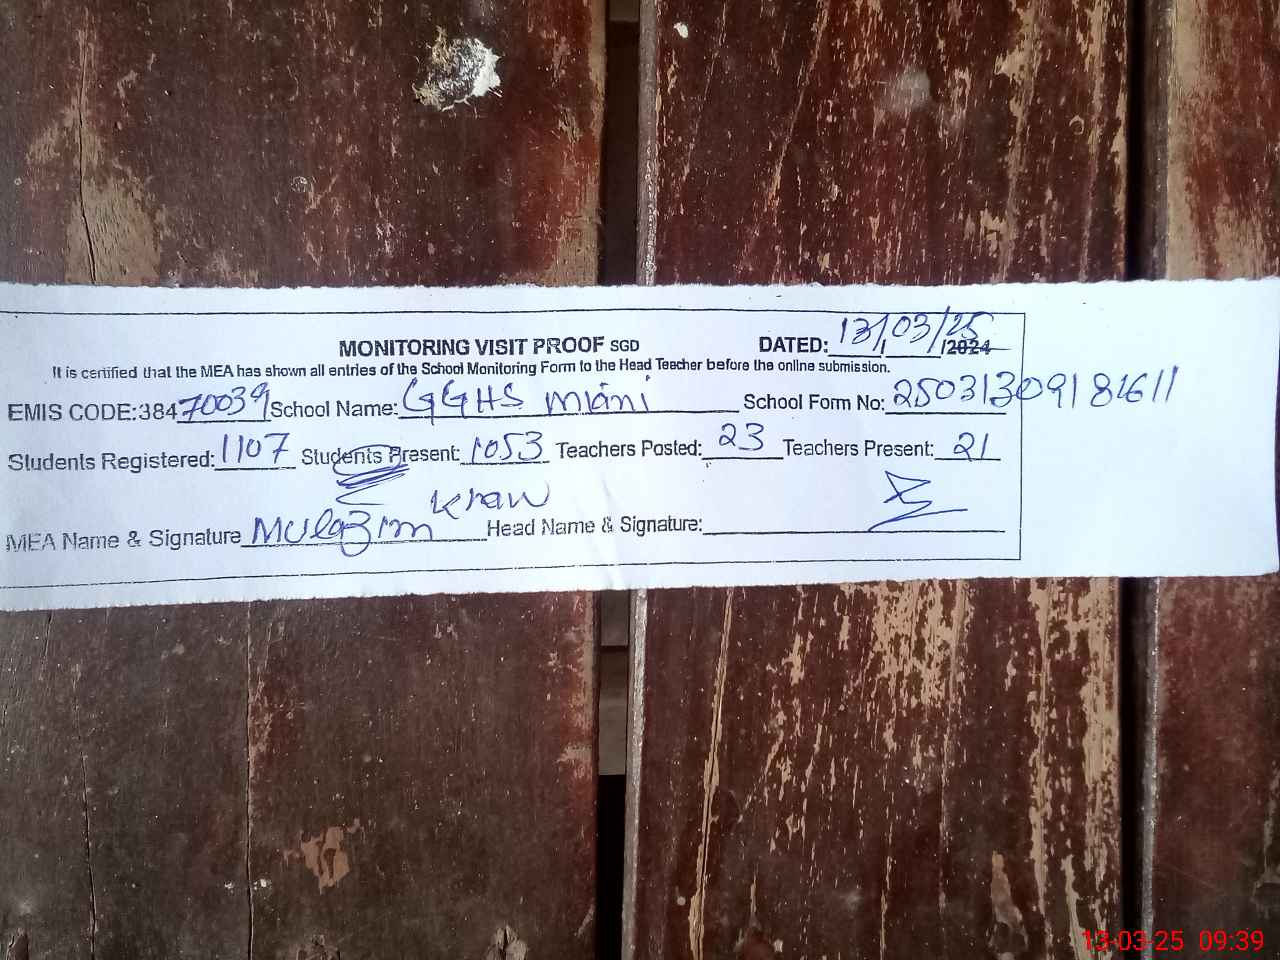 MONITORING VISIT PROOF SGD DATED: 13/03/25 /2024
It is certified that the MEA has shown all entries of the School Monitoring Form to the Head Teacher before the online submission.
EMIS CODE:38470039 School Name: GGHS Miani School Form No:
Students Registered: 1107 Students Present: 1053 Teachers Posted: 23 Teachers Present: 21
MEA Name & Signature Mulazim Khan Head Name & Signature:
13-03-25 09:39